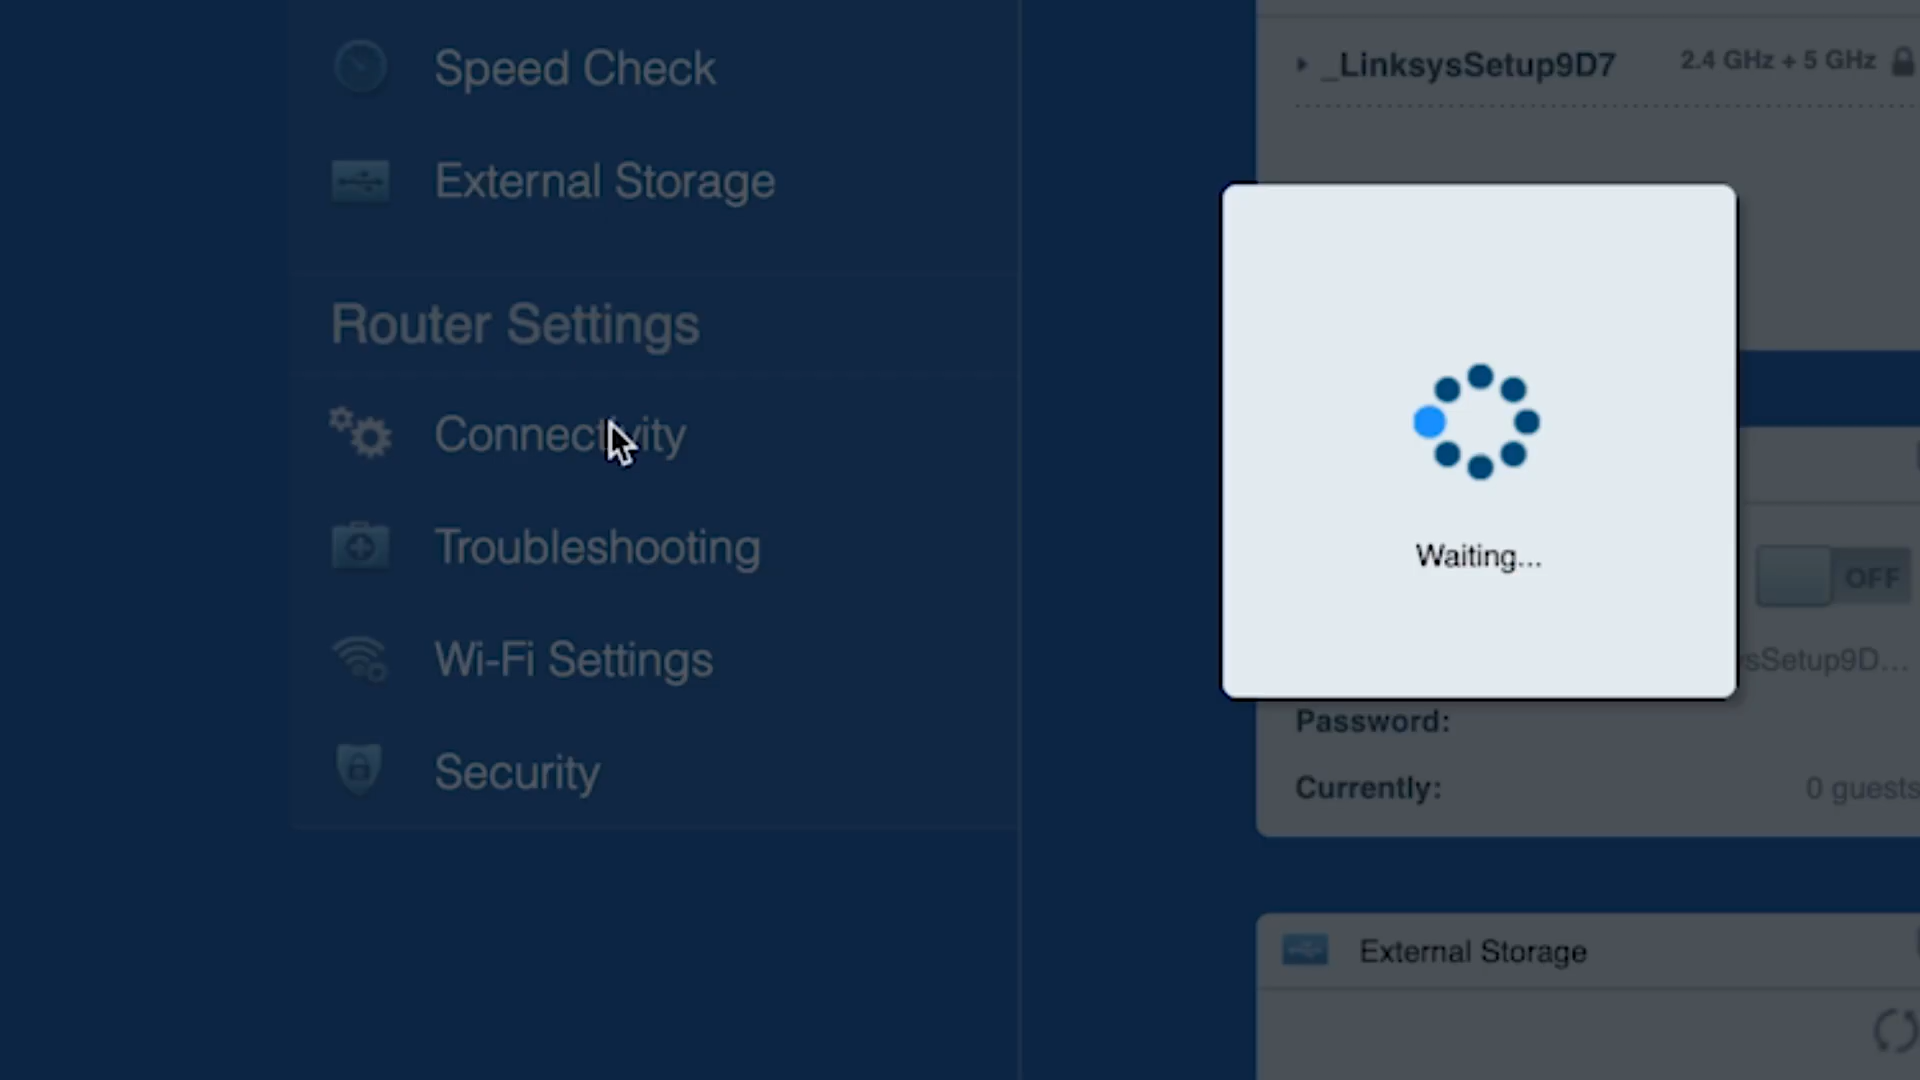 Speed Check
External Storage
Router Settings
Connectivity
Troubleshooting
Wi-Fi Settings
Security
_LinksysSetup9D7 2.4 GHz + 5 GHz
Waiting...
OFF
sSetup9D...
Password:
Currently: 0 guests
External Storage